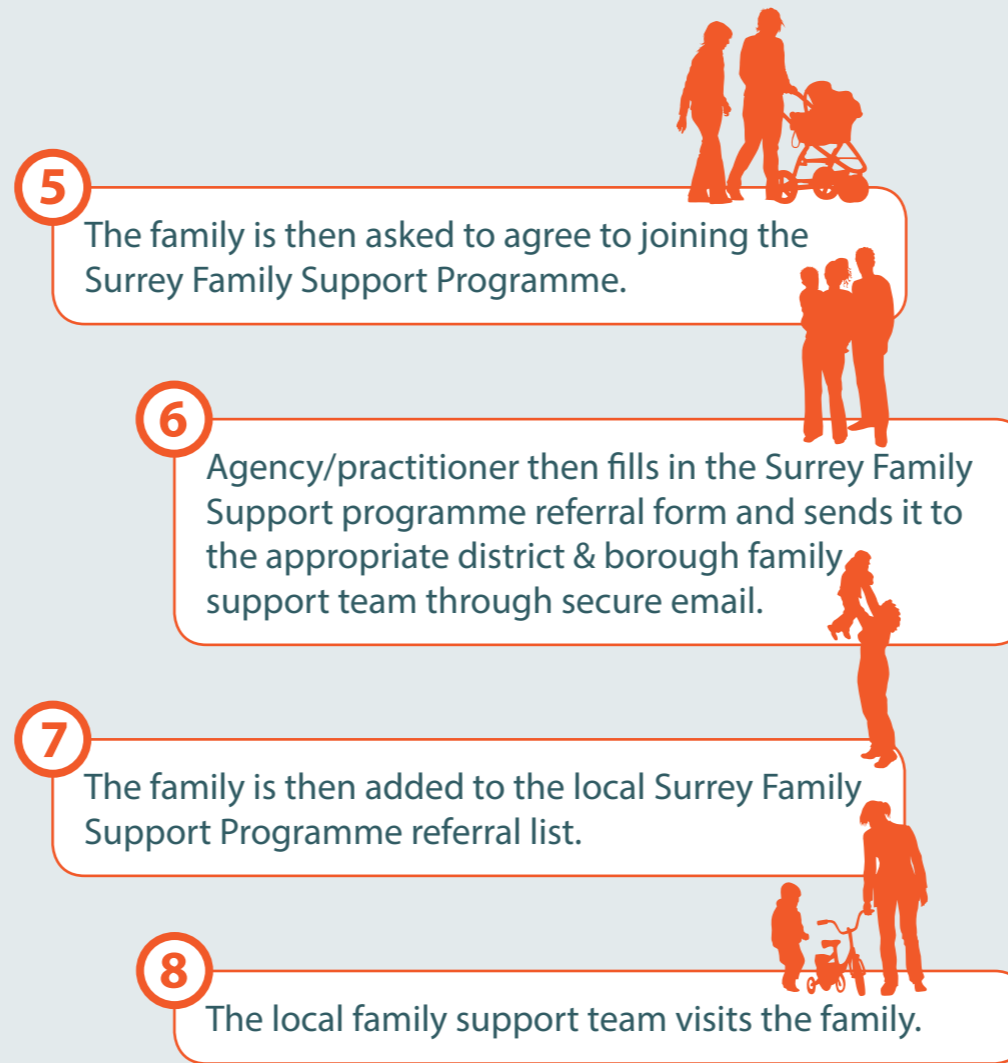 5
The family is then asked to agree to joining the
Surrey Family Support Programme.
6
Agency/practitioner then fills in the Surrey Family
Support programme referral form and sends it to
the appropriate district & borough family
support team through secure email.
7
The family is then added to the local Surrey Family
Support Programme referral list.
8
The local family support team visits the family.